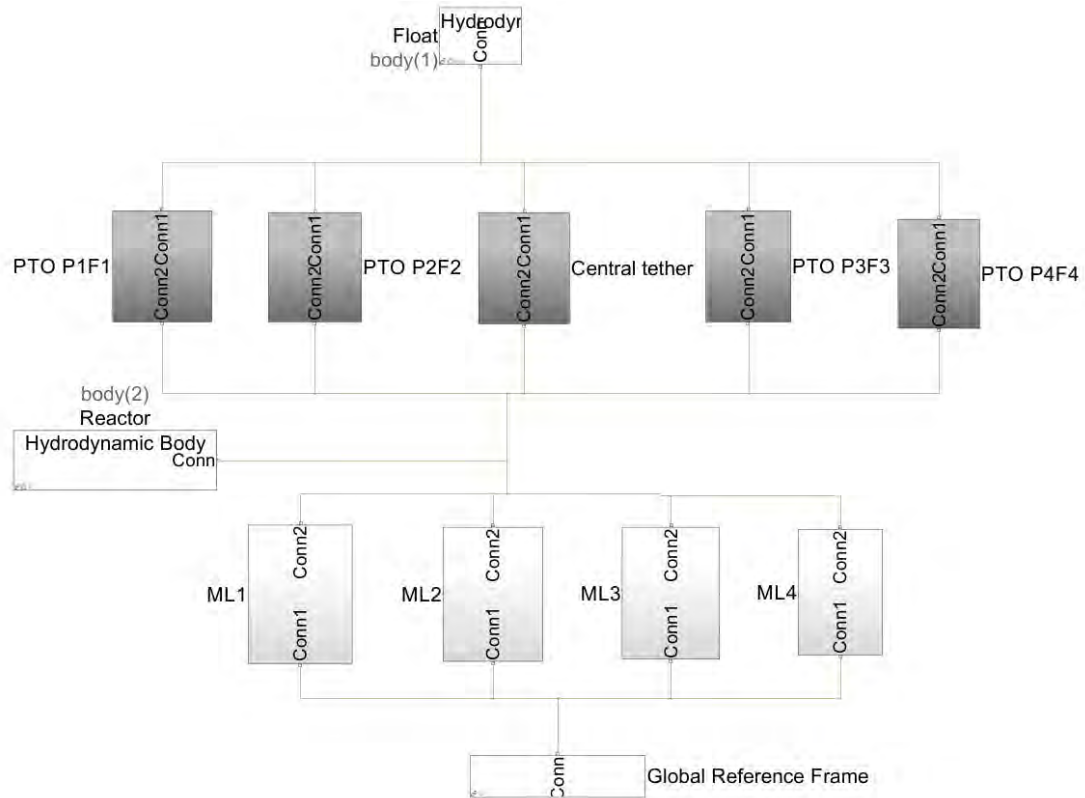 Hydrodyr
Float
Conn
body(1)
Conn2Conn1
Conn2Conn1
Conn2Conn1
Conn2Conn1
Conn2Conn1
PTO P1F1
PTO P2F2
Central tether
PTO P3F3
PTO P4F4
body(2)
Reactor
Hydrodynamic Body
Conn
Conn2
Conn2
Conn2
Conn2
ML1
ML2
ML3
ML4
Conn1
Conn1
Conn1
Conn1
Conn
Global Reference Frame